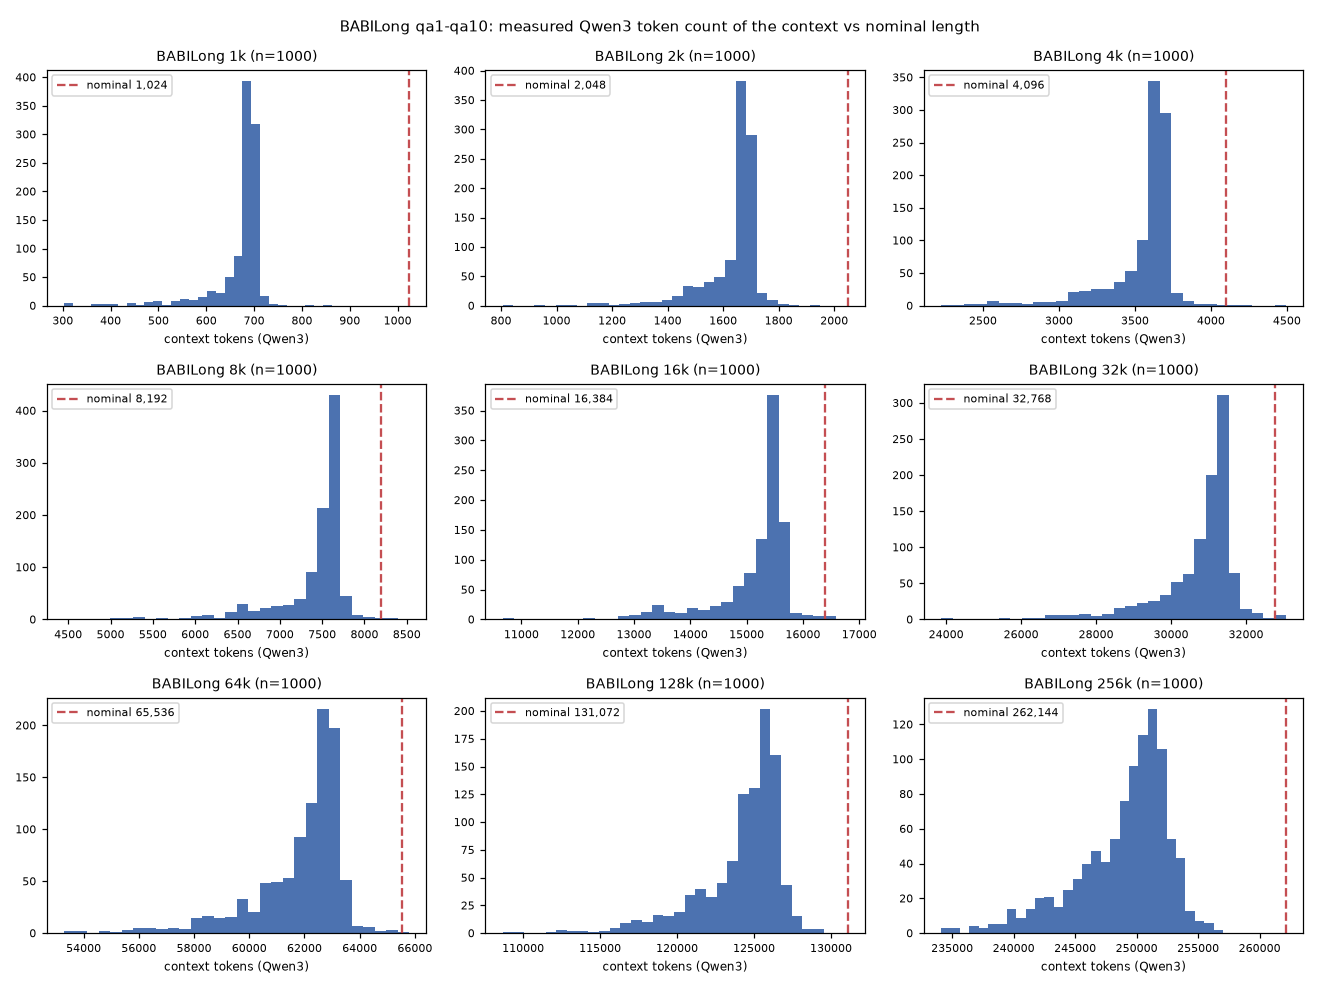 BABILong qa1-qa10: measured Qwen3 token count of the context vs nominal length
BABILong 1k (n=1000)
nominal 1,024
400
350
300
250
200
150
100
50
0
300 400 500 600 700 800 900 1000
context tokens (Qwen3)
BABILong 2k (n=1000)
nominal 2,048
400
350
300
250
200
150
100
50
0
800 1000 1200 1400 1600 1800 2000
context tokens (Qwen3)
BABILong 4k (n=1000)
nominal 4,096
350
300
250
200
150
100
50
0
2500 3000 3500 4000 4500
context tokens (Qwen3)
BABILong 8k (n=1000)
nominal 8,192
400
300
200
100
0
4500 5000 5500 6000 6500 7000 7500 8000 8500
context tokens (Qwen3)
BABILong 16k (n=1000)
nominal 16,384
350
300
250
200
150
100
50
0
11000 12000 13000 14000 15000 16000 17000
context tokens (Qwen3)
BABILong 32k (n=1000)
nominal 32,768
300
250
200
150
100
50
0
24000 26000 28000 30000 32000
context tokens (Qwen3)
BABILong 64k (n=1000)
nominal 65,536
200
150
100
50
0
54000 56000 58000 60000 62000 64000 66000
context tokens (Qwen3)
BABILong 128k (n=1000)
nominal 131,072
200
175
150
125
100
75
50
25
0
110000 115000 120000 125000 130000
context tokens (Qwen3)
BABILong 256k (n=1000)
nominal 262,144
120
100
80
60
40
20
0
235000 240000 245000 250000 255000 260000
context tokens (Qwen3)